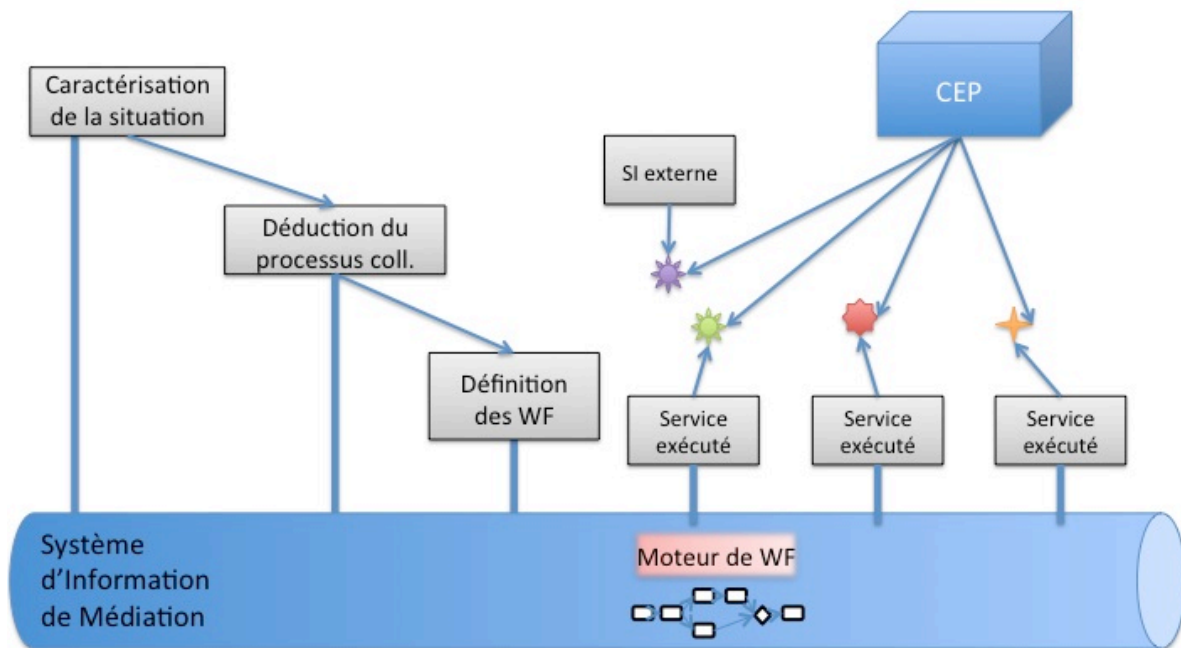 Caractérisation
de la situation
CEP
SI externe
Déduction du
processus coll.
Définition
des WF
Service
exécuté
Service
exécuté
Service
exécuté
Système
d’Information
de Médiation
Moteur de WF